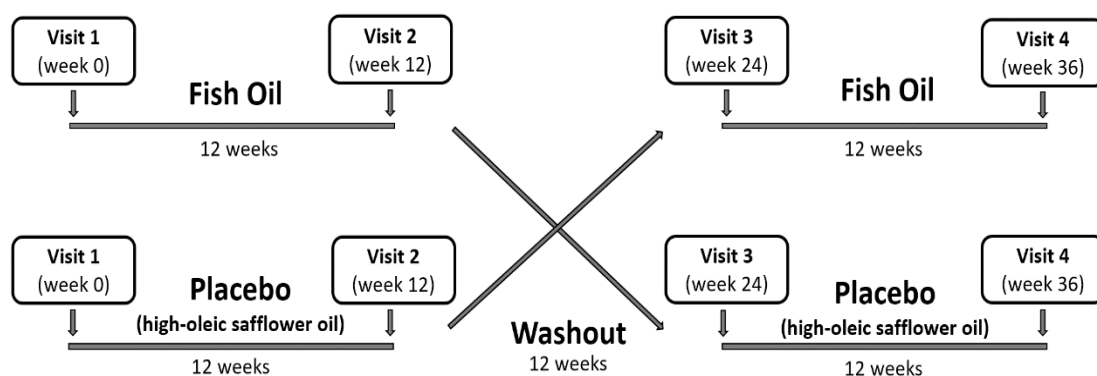 Visit 1
(week 0)
Visit 2
(week 12)
Fish Oil
12 weeks
Visit 3
(week 24)
Visit 4
(week 36)
Fish Oil
12 weeks
Visit 1
(week 0)
Visit 2
(week 12)
Placebo
(high-oleic safflower oil)
12 weeks
Washout
12 weeks
Visit 3
(week 24)
Visit 4
(week 36)
Placebo
(high-oleic safflower oil)
12 weeks